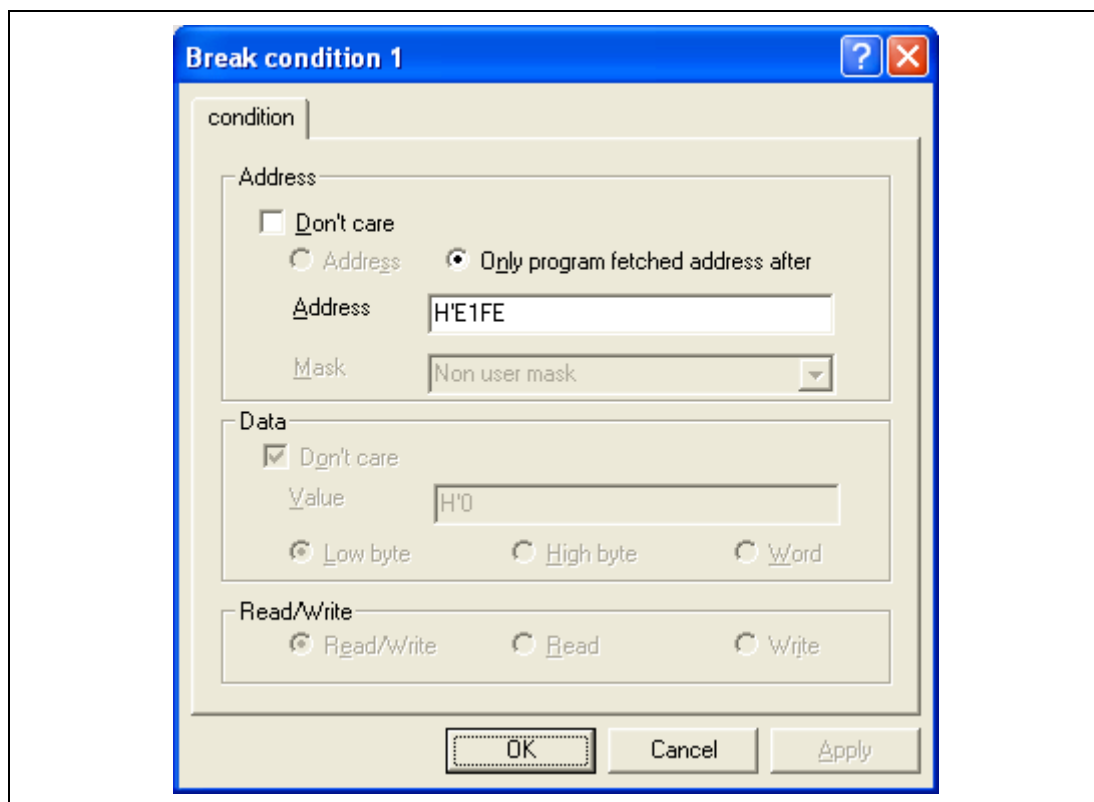 Break condition 1
condition
Address
Don't care
Address Only program fetched address after
Address H'E1FE
Mask Non user mask
Data
Don't care
Value H'0
Low byte High byte Word
Read/Write
Read/Write Read Write
OK Cancel Apply